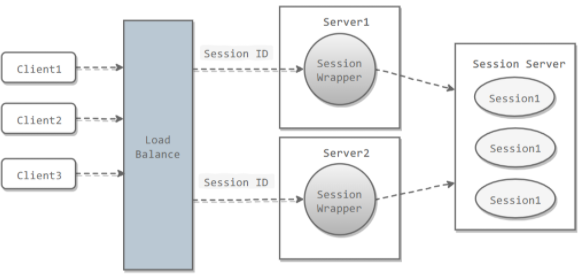 Client1
Client2
Client3
Load
Balance
Session ID
Session ID
Server1
Session
Wrapper
Server2
Session
Wrapper
Session Server
Session1
Session1
Session1